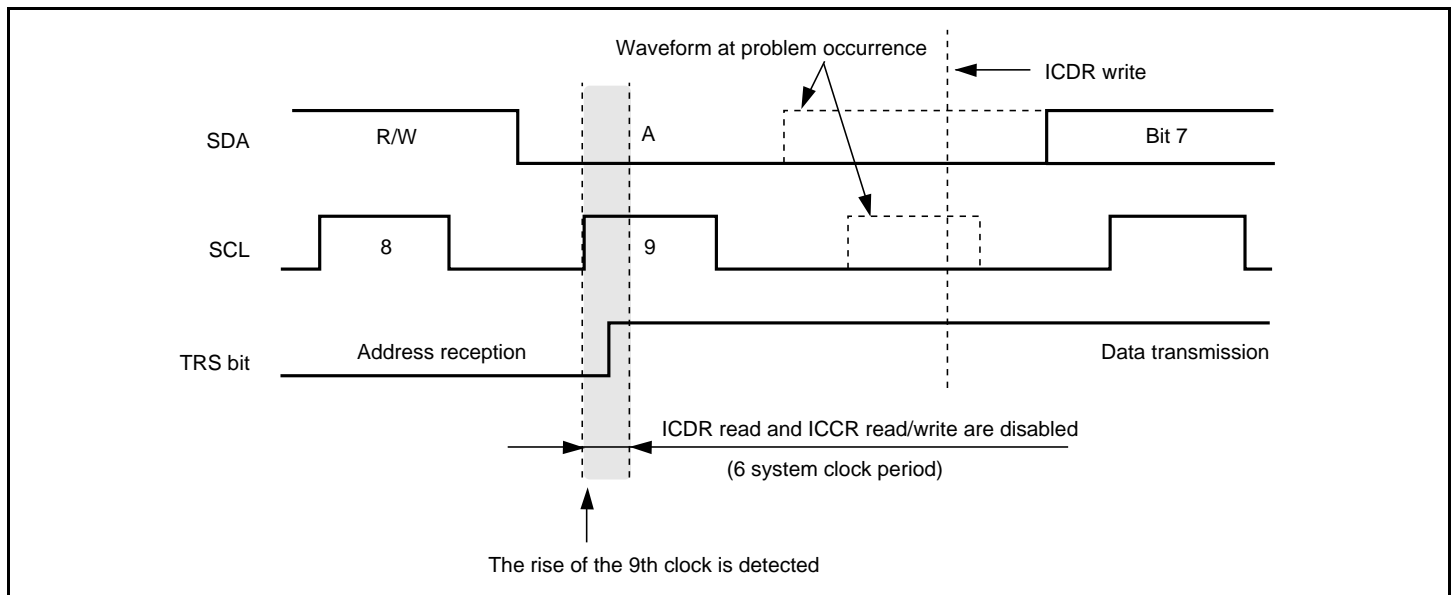 Waveform at problem occurrence
ICDR write
SDA
R/W
A
Bit 7
SCL
8
9
TRS bit
Address reception
Data transmission
ICDR read and ICCR read/write are disabled
(6 system clock period)
The rise of the 9th clock is detected